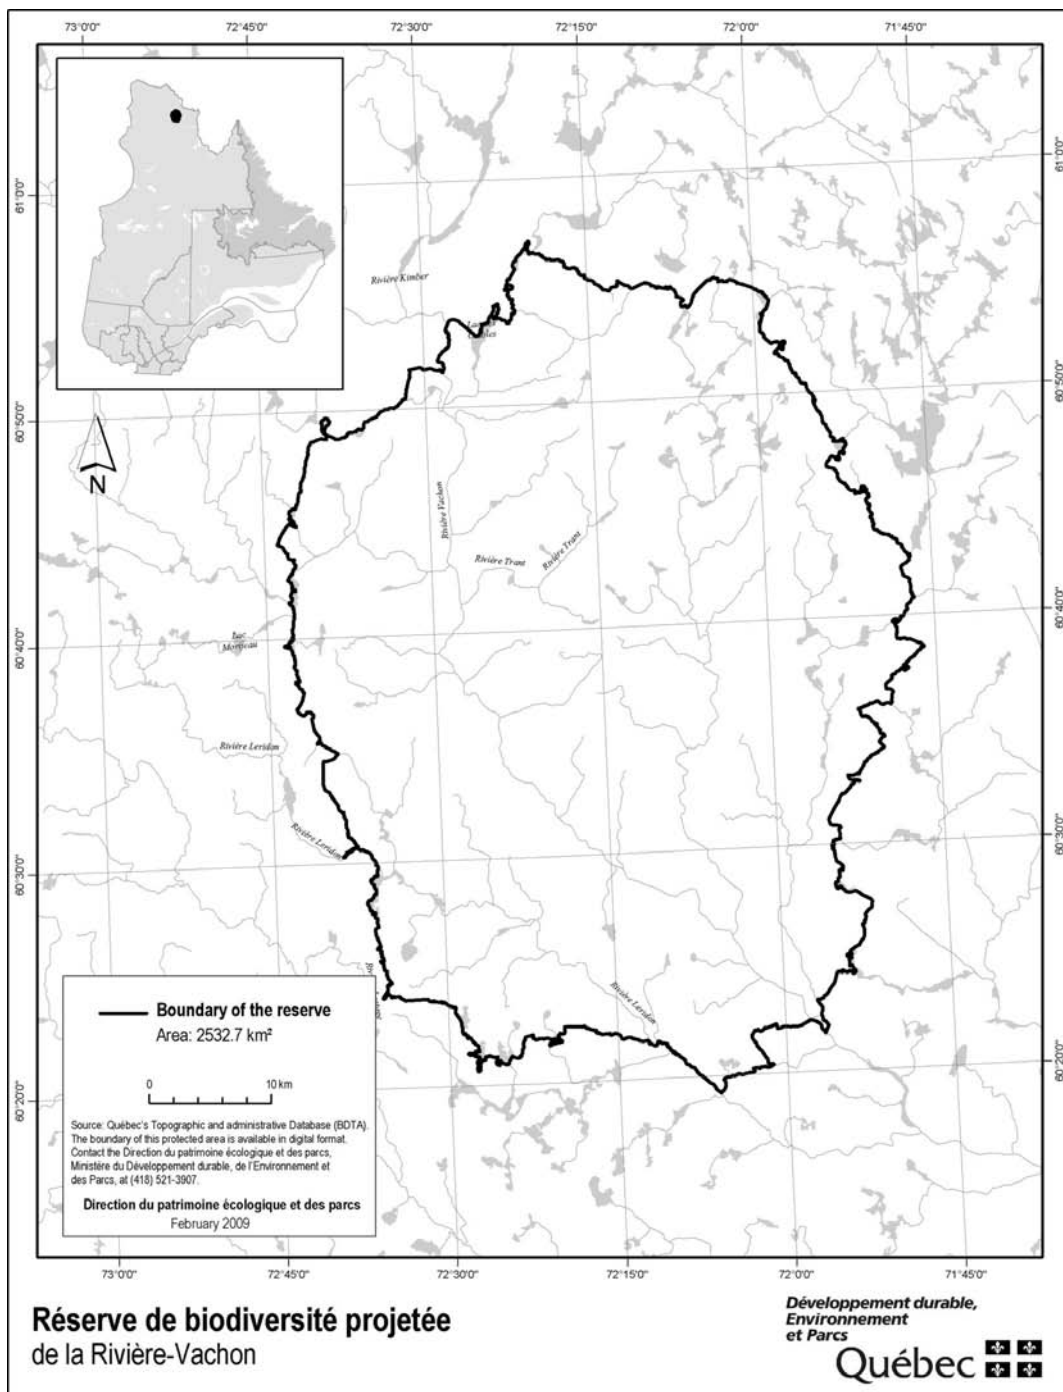 73°0'0"
72°45'0"
72°30'0"
72°15'0"
72°0'0"
71°45'0"
61°0'0"
61°0'0"
Rivière Kimber
60°50'0"
60°50'0"
N
Rivière Vachon
Rivière Trant
Rivière Trant
60°40'0"
60°40'0"
Lac
Rivière Leridon
Rivière Leridon
60°30'0"
60°30'0"
Rivière Leridon
60°20'0"
60°20'0"
Boundary of the reserve
Area: 2532.7 km²
0 10 km
Source: Québec's Topographic and administrative Database (BDTA).
The boundary of this protected area is available in digital format.
Contact the Direction du patrimoine écologique et des parcs,
Ministère du Développement durable, de l'Environnement et
des Parcs, at (418) 521-3907.
Direction du patrimoine écologique et des parcs
February 2009
73°0'0"
72°45'0"
72°30'0"
72°15'0"
72°0'0"
71°45'0"
Réserve de biodiversité projetée
de la Rivière-Vachon
Développement durable,
Environnement
et Parcs
Québec